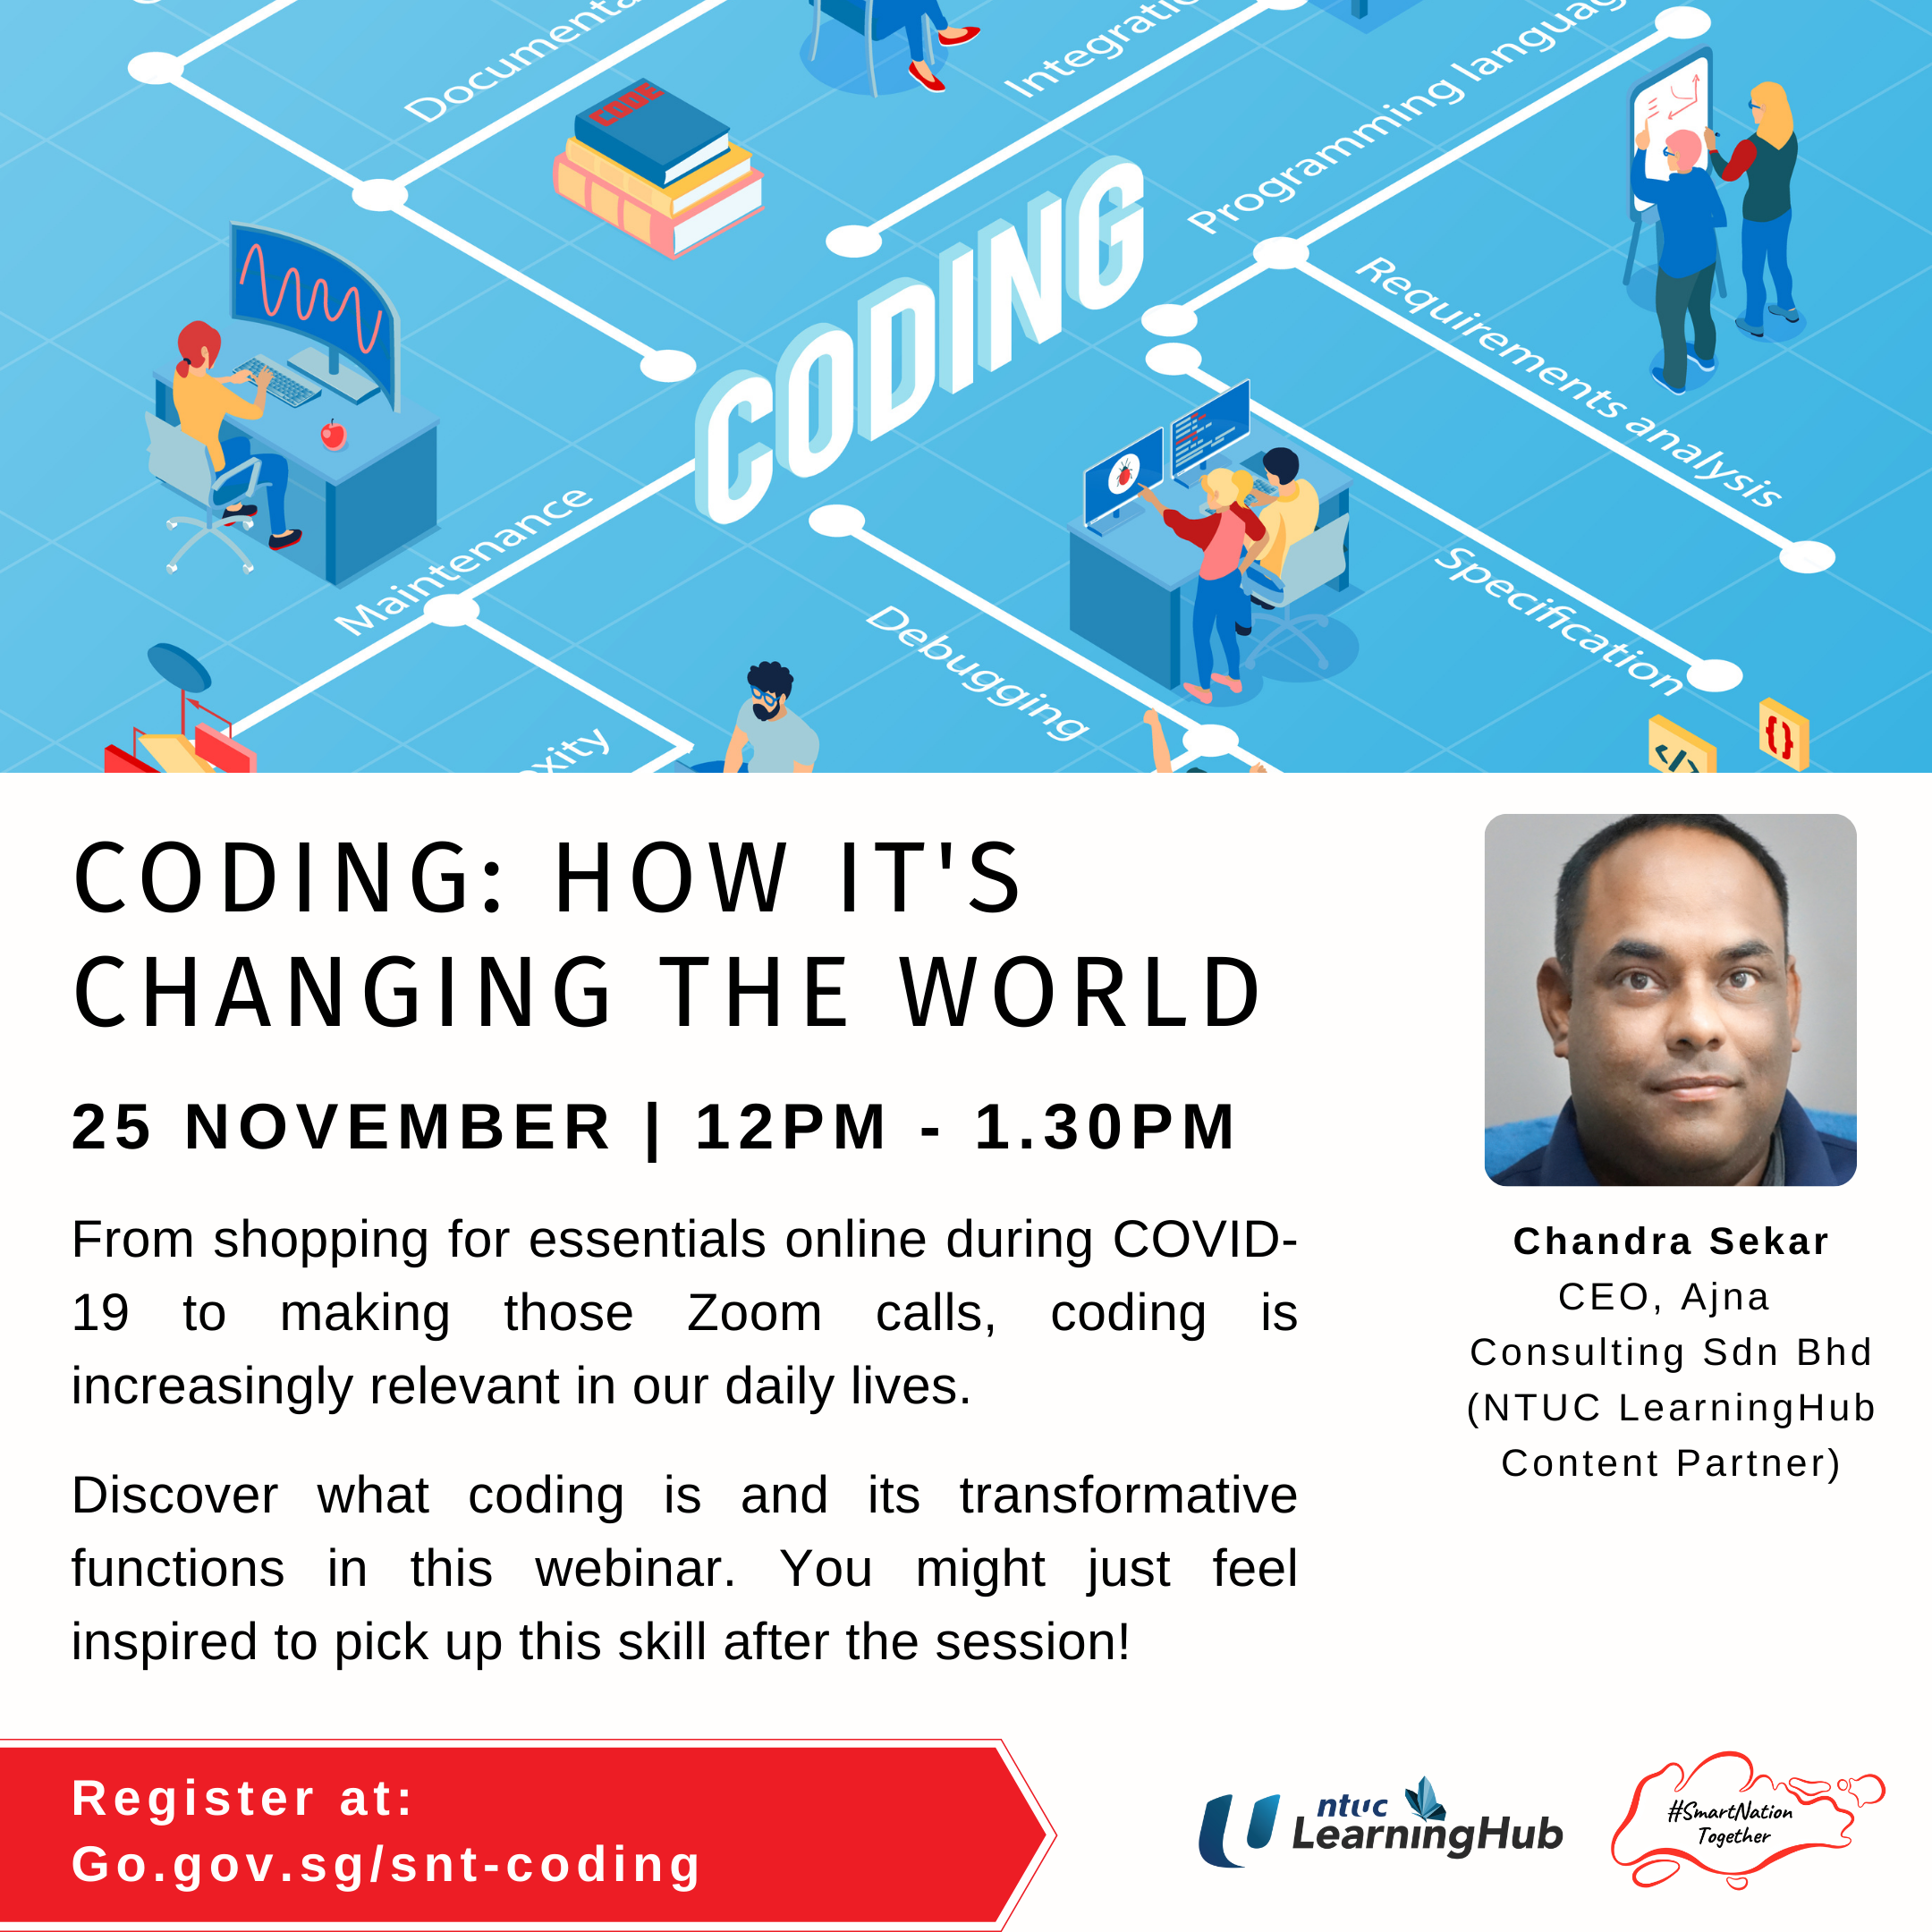 Documenta
Integratio
Programming languag
CODE
CODING
Requirements analysis
Maintenance
Specification
Debugging
xity
</>
{}
CODING: HOW IT'S
CHANGING THE WORLD
25 NOVEMBER | 12PM - 1.30PM
From shopping for essentials online during COVID-
19 to making those Zoom calls, coding is
increasingly relevant in our daily lives.
Discover what coding is and its transformative
functions in this webinar. You might just feel
inspired to pick up this skill after the session!
Chandra Sekar
CEO, Ajna
Consulting Sdn Bhd
(NTUC LearningHub
Content Partner)
Register at:
Go.gov.sg/snt-coding
ntuc
LearningHub
#SmartNation
Together